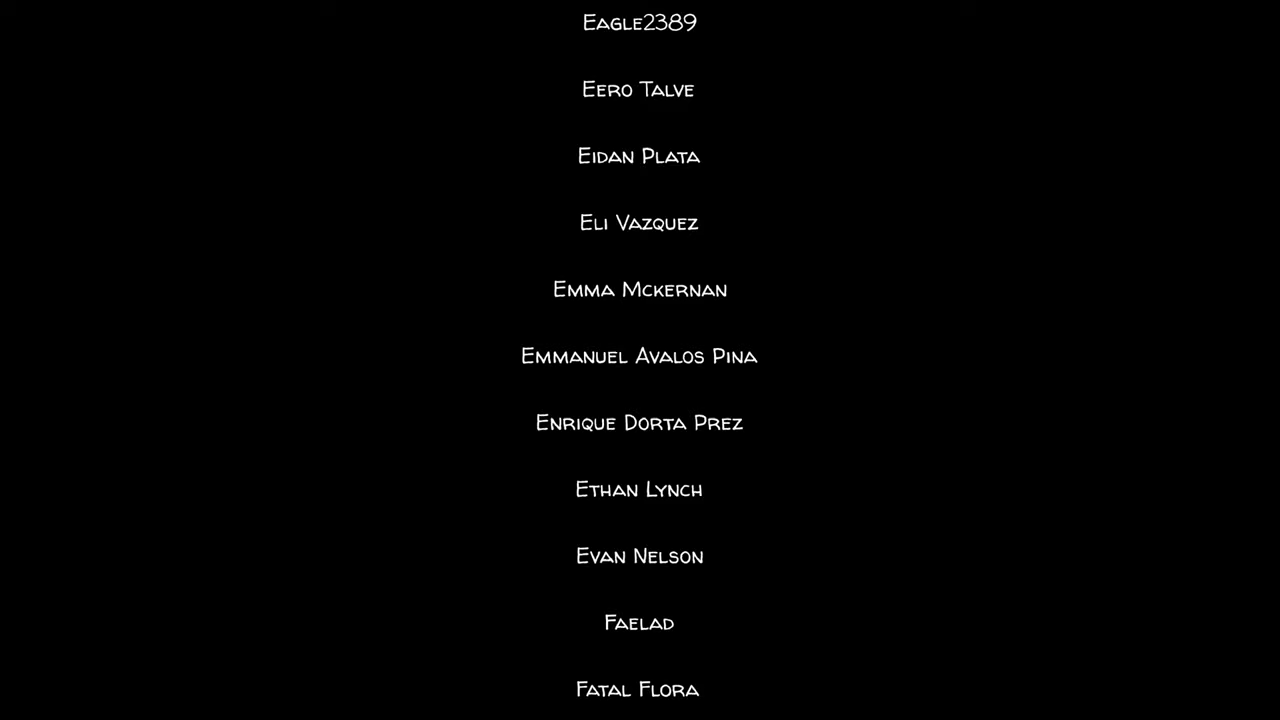 Eagle2389
Eero Talve
Eidan Plata
Eli Vazquez
Emma Mckernan
Emmanuel Avalos Pina
Enrique Dorta Prez
Ethan Lynch
Evan Nelson
Faelad
Fatal Flora